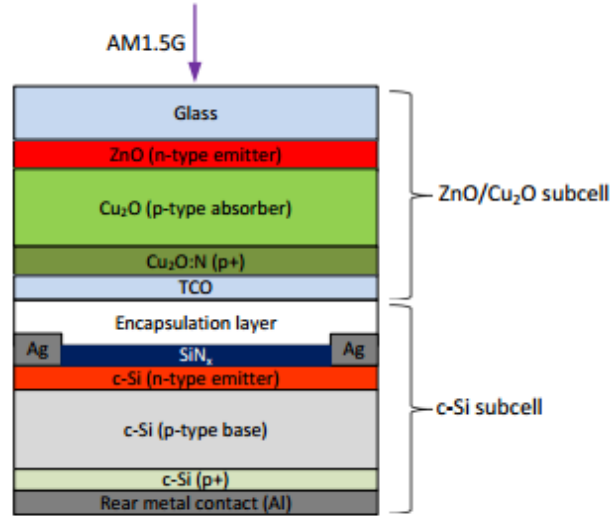 AM1.5G
Glass
ZnO (n-type emitter)
Cu₂O (p-type absorber)
ZnO/Cu₂O subcell
Cu₂O:N (p+)
TCO
Encapsulation layer
Ag
SiNₓ
Ag
c-Si (n-type emitter)
c-Si subcell
c-Si (p-type base)
c-Si (p+)
Rear metal contact (Al)